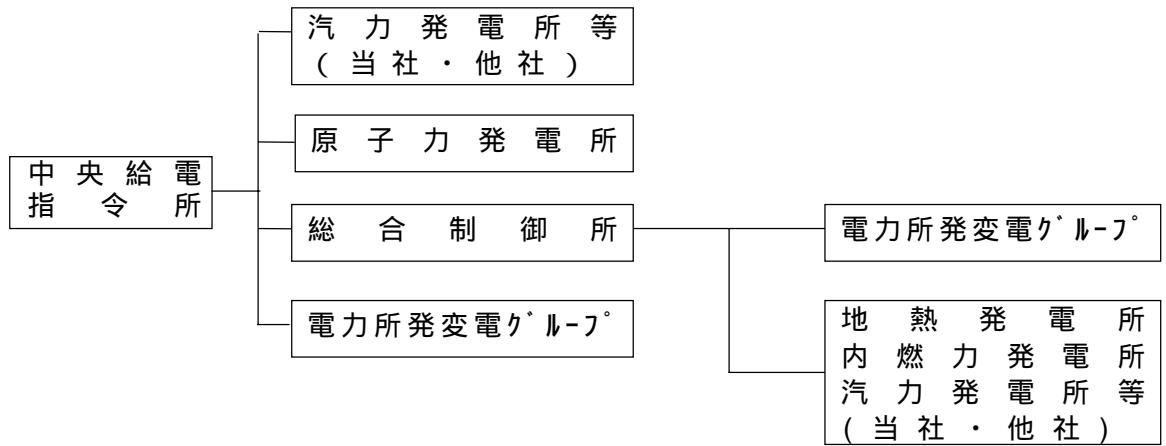 汽力発電所等
(当社・他社)
原子力発電所
中央給電
指令所
総合制御所
電力所発変電ｸﾞﾙｰﾌﾟ
電力所発変電ｸﾞﾙｰﾌﾟ
地熱発電所
内燃力発電所
汽力発電所等
(当社・他社)